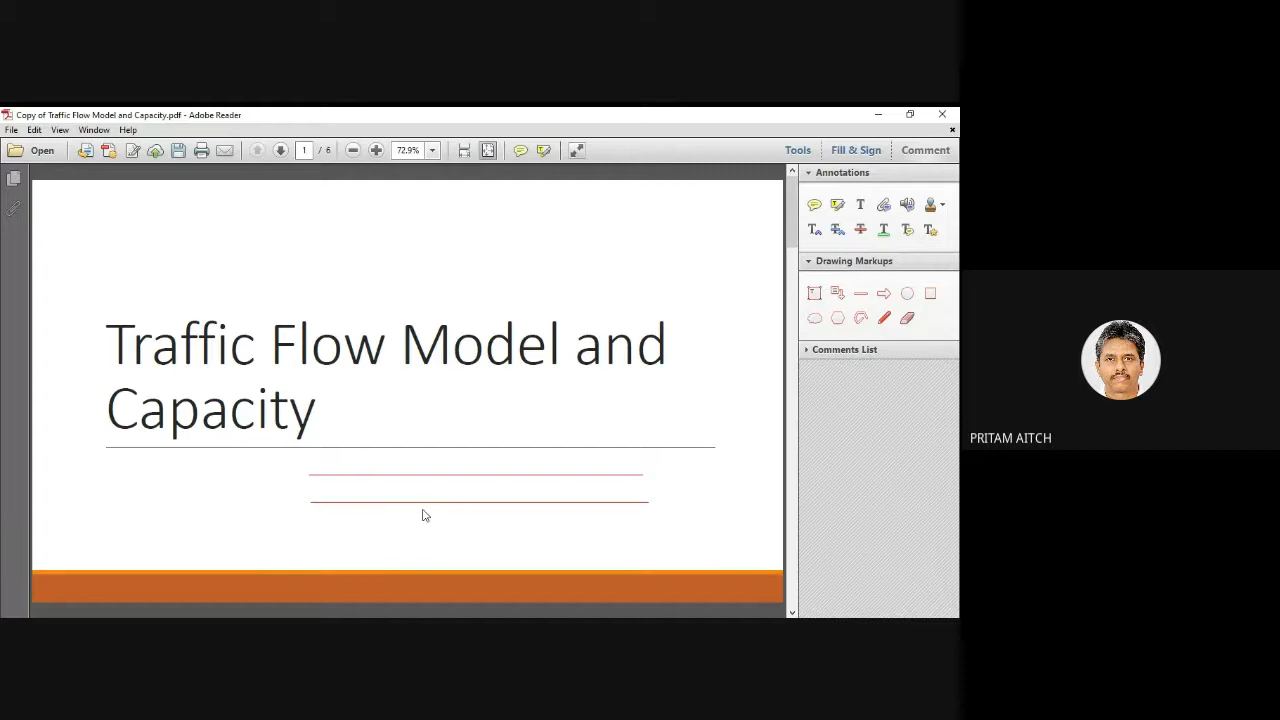 Copy of Traffic Flow Model and Capacity.pdf - Adobe Reader
File Edit View Window Help
Open 1 / 6 72.9% Tools Fill & Sign Comment
Annotations
Drawing Markups
Comments List
Traffic Flow Model and
Capacity
PRITAM AITCH